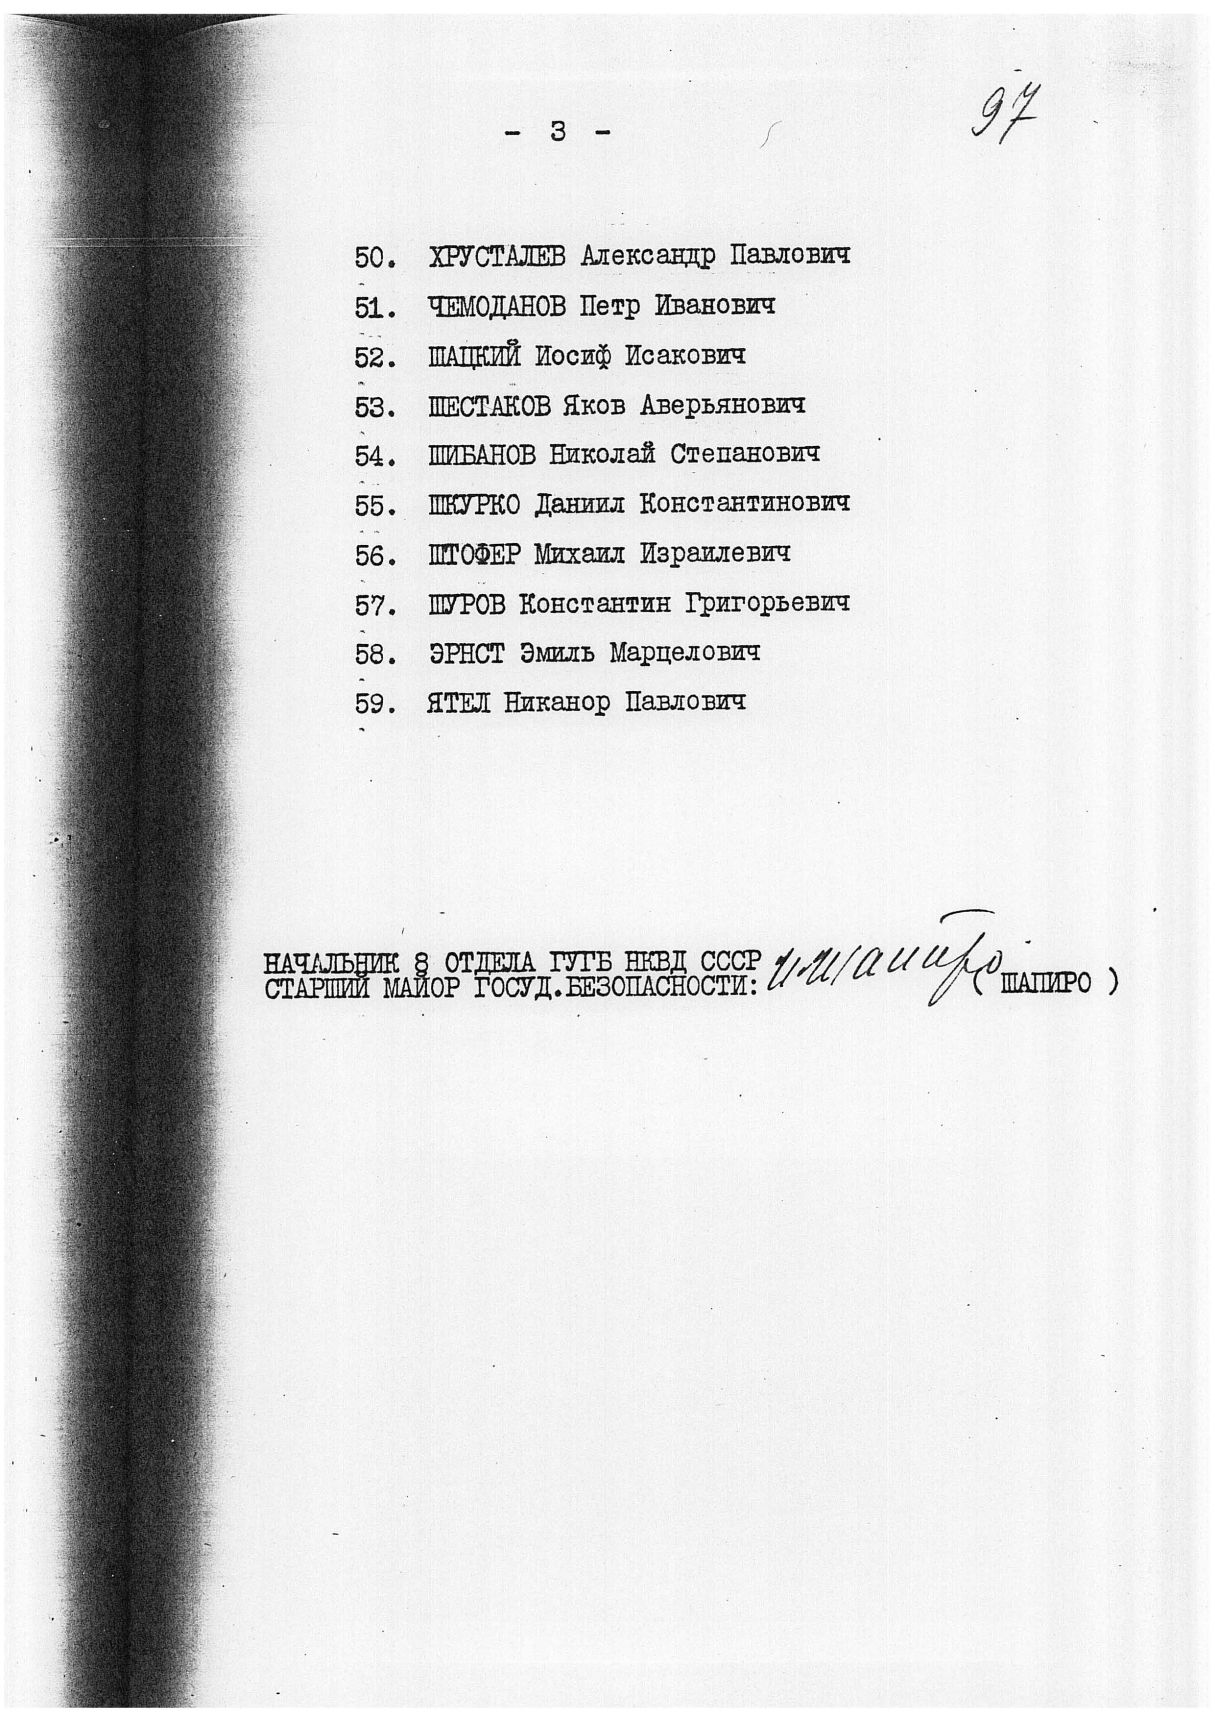 97
- 3 -
50. ХРУСТАЛЕВ Александр Павлович
51. ЧЕМОДАНОВ Петр Иванович
52. ШАЦКИЙ Иосиф Исакович
53. ШЕСТАКОВ Яков Аверьянович
54. ШИБАНОВ Николай Степанович
55. ШКУРКО Даниил Константинович
56. ШТОФЕР Михаил Израилевич
57. ШУРОВ Константин Григорьевич
58. ЭРНСТ Эмиль Марцелович
59. ЯТЕЛ Никанор Павлович
НАЧАЛЬНИК 8 ОТДЕЛА ГУГБ НКВД СССР
СТАРШИЙ МАЙОР ГОСУД.БЕЗОПАСНОСТИ: И.Шапиро ( ШАПИРО )